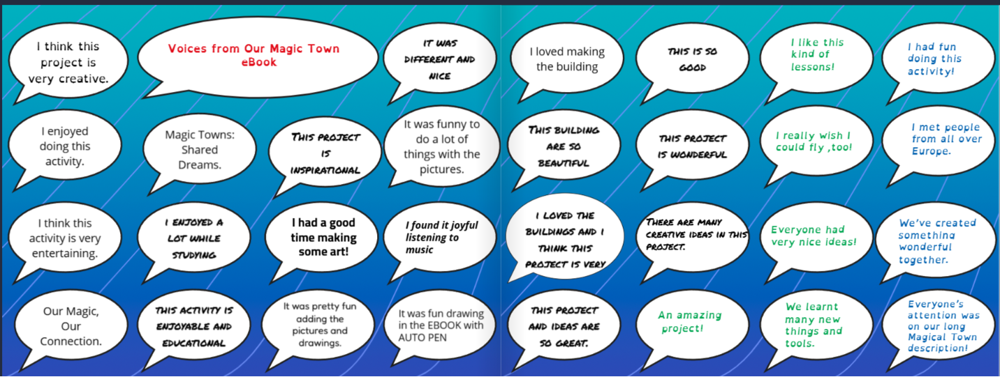 I think this
project is
very creative.
Voices from Our Magic Town
eBook
IT WAS
DIFFERENT AND
NICE
I enjoyed
doing this
activity.
Magic Towns:
Shared
Dreams.
THIS PROJECT
IS
INSPIRATIONAL
It was funny to
do a lot of
things with the
pictures.
I think this
activity is very
entertaining.
I ENJOYED A
LOT WHILE
STUDYING
I had a good
time making
some art!
I found it joyful
listening to
music
Our Magic,
Our
Connection.
THIS ACTIVITY IS
ENJOYABLE AND
EDUCATIONAL
It was pretty fun
adding the
pictures and
drawings.
It was fun drawing
in the EBOOK with
AUTO PEN
I loved making
the building
THIS IS SO
GOOD
I like this
kind of
lessons!
I had fun
doing this
activity!
THIS BUILDING
ARE SO
BEAUTIFUL
THIS PROJECT
IS WONDERFUL
I really wish I
could fly ,too!
I met people
from all over
Europe.
I LOVED THE
BUILDINGS AND I
THINK THIS
PROJECT IS VERY
THERE ARE MANY
CREATIVE IDEAS IN THIS
PROJECT.
Everyone had
very nice ideas!
We've created
something
wonderful
together.
THIS PROJECT
AND IDEAS ARE
SO GREAT.
An amazing
project!
We learnt
many new
things and
tools.
Everyone's
attention was
on our long
Magical Town
description!